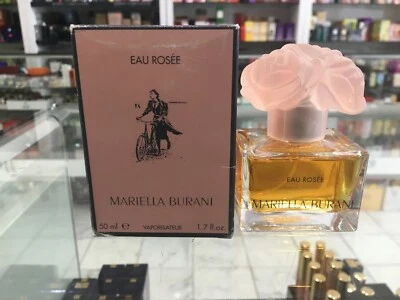 EAU ROSÉE
MARIELLA BURANI
50 ml e VAPORISATEUR 1.7 fl.oz.
EAU ROSÉE
MARIELLA BURANI